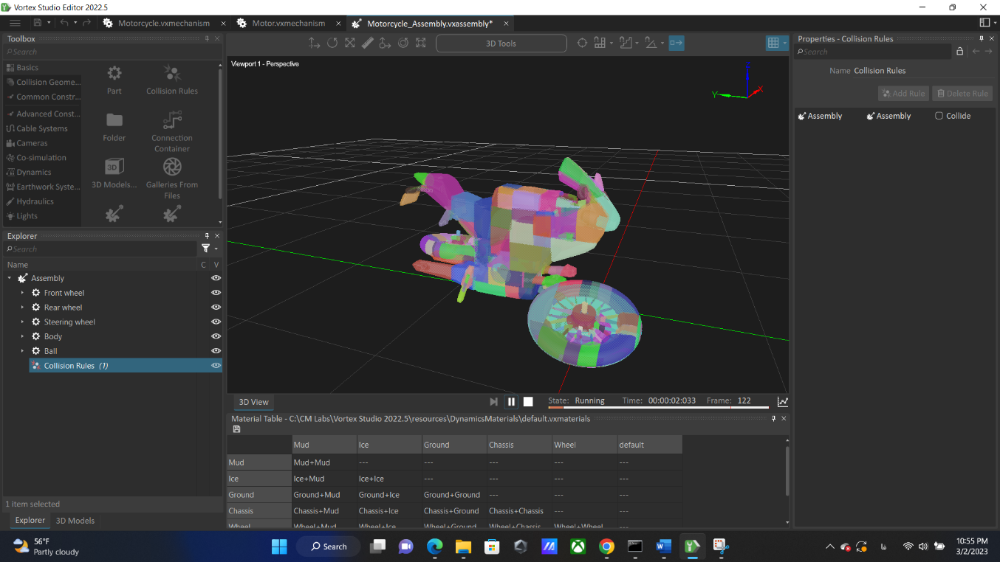 Vortex Studio Editor 2022.5
Motorcycle.vxmechanism
Motor.vxmechanism
Motorcycle_Assembly.vxassembly*
Toolbox
Search
Basics
Collision Geome...
Common Constr...
Advanced Const...
Cable Systems
Cameras
Co-simulation
Dynamics
Earthwork Syste...
Hydraulics
Lights
Part
Collision Rules
Folder
Connection
Container
3D
3D Models...
Galleries From
Files
Explorer
Search
Name C V
Assembly
Front wheel
Rear wheel
Steering wheel
Body
Ball
Collision Rules (1)
1 item selected
Explorer
3D Models
3D Tools
Viewport 1 - Perspective
Z
Y
X
3D View
State: Running Time: 00:00:02:033 Frame: 122
Material Table - C:\CM Labs\Vortex Studio 2022.5\resources\DynamicsMaterials\default.vxmaterials
Mud Ice Ground Chassis Wheel default
Mud Mud+Mud --- --- --- --- ---
Ice Ice+Mud Ice+Ice --- --- --- ---
Ground Ground+Mud Ground+Ice Ground+Ground --- --- ---
Chassis Chassis+Mud Chassis+Ice Chassis+Ground Chassis+Chassis --- ---
Wheel Wheel+Mud Wheel+Ice Wheel+Ground Wheel+Chassis Wheel+Wheel ---
Properties - Collision Rules
Search
Name Collision Rules
Add Rule
Delete Rule
Assembly
Assembly
Collide
56°F
Partly cloudy
Search
فا
10:55 PM
3/2/2023